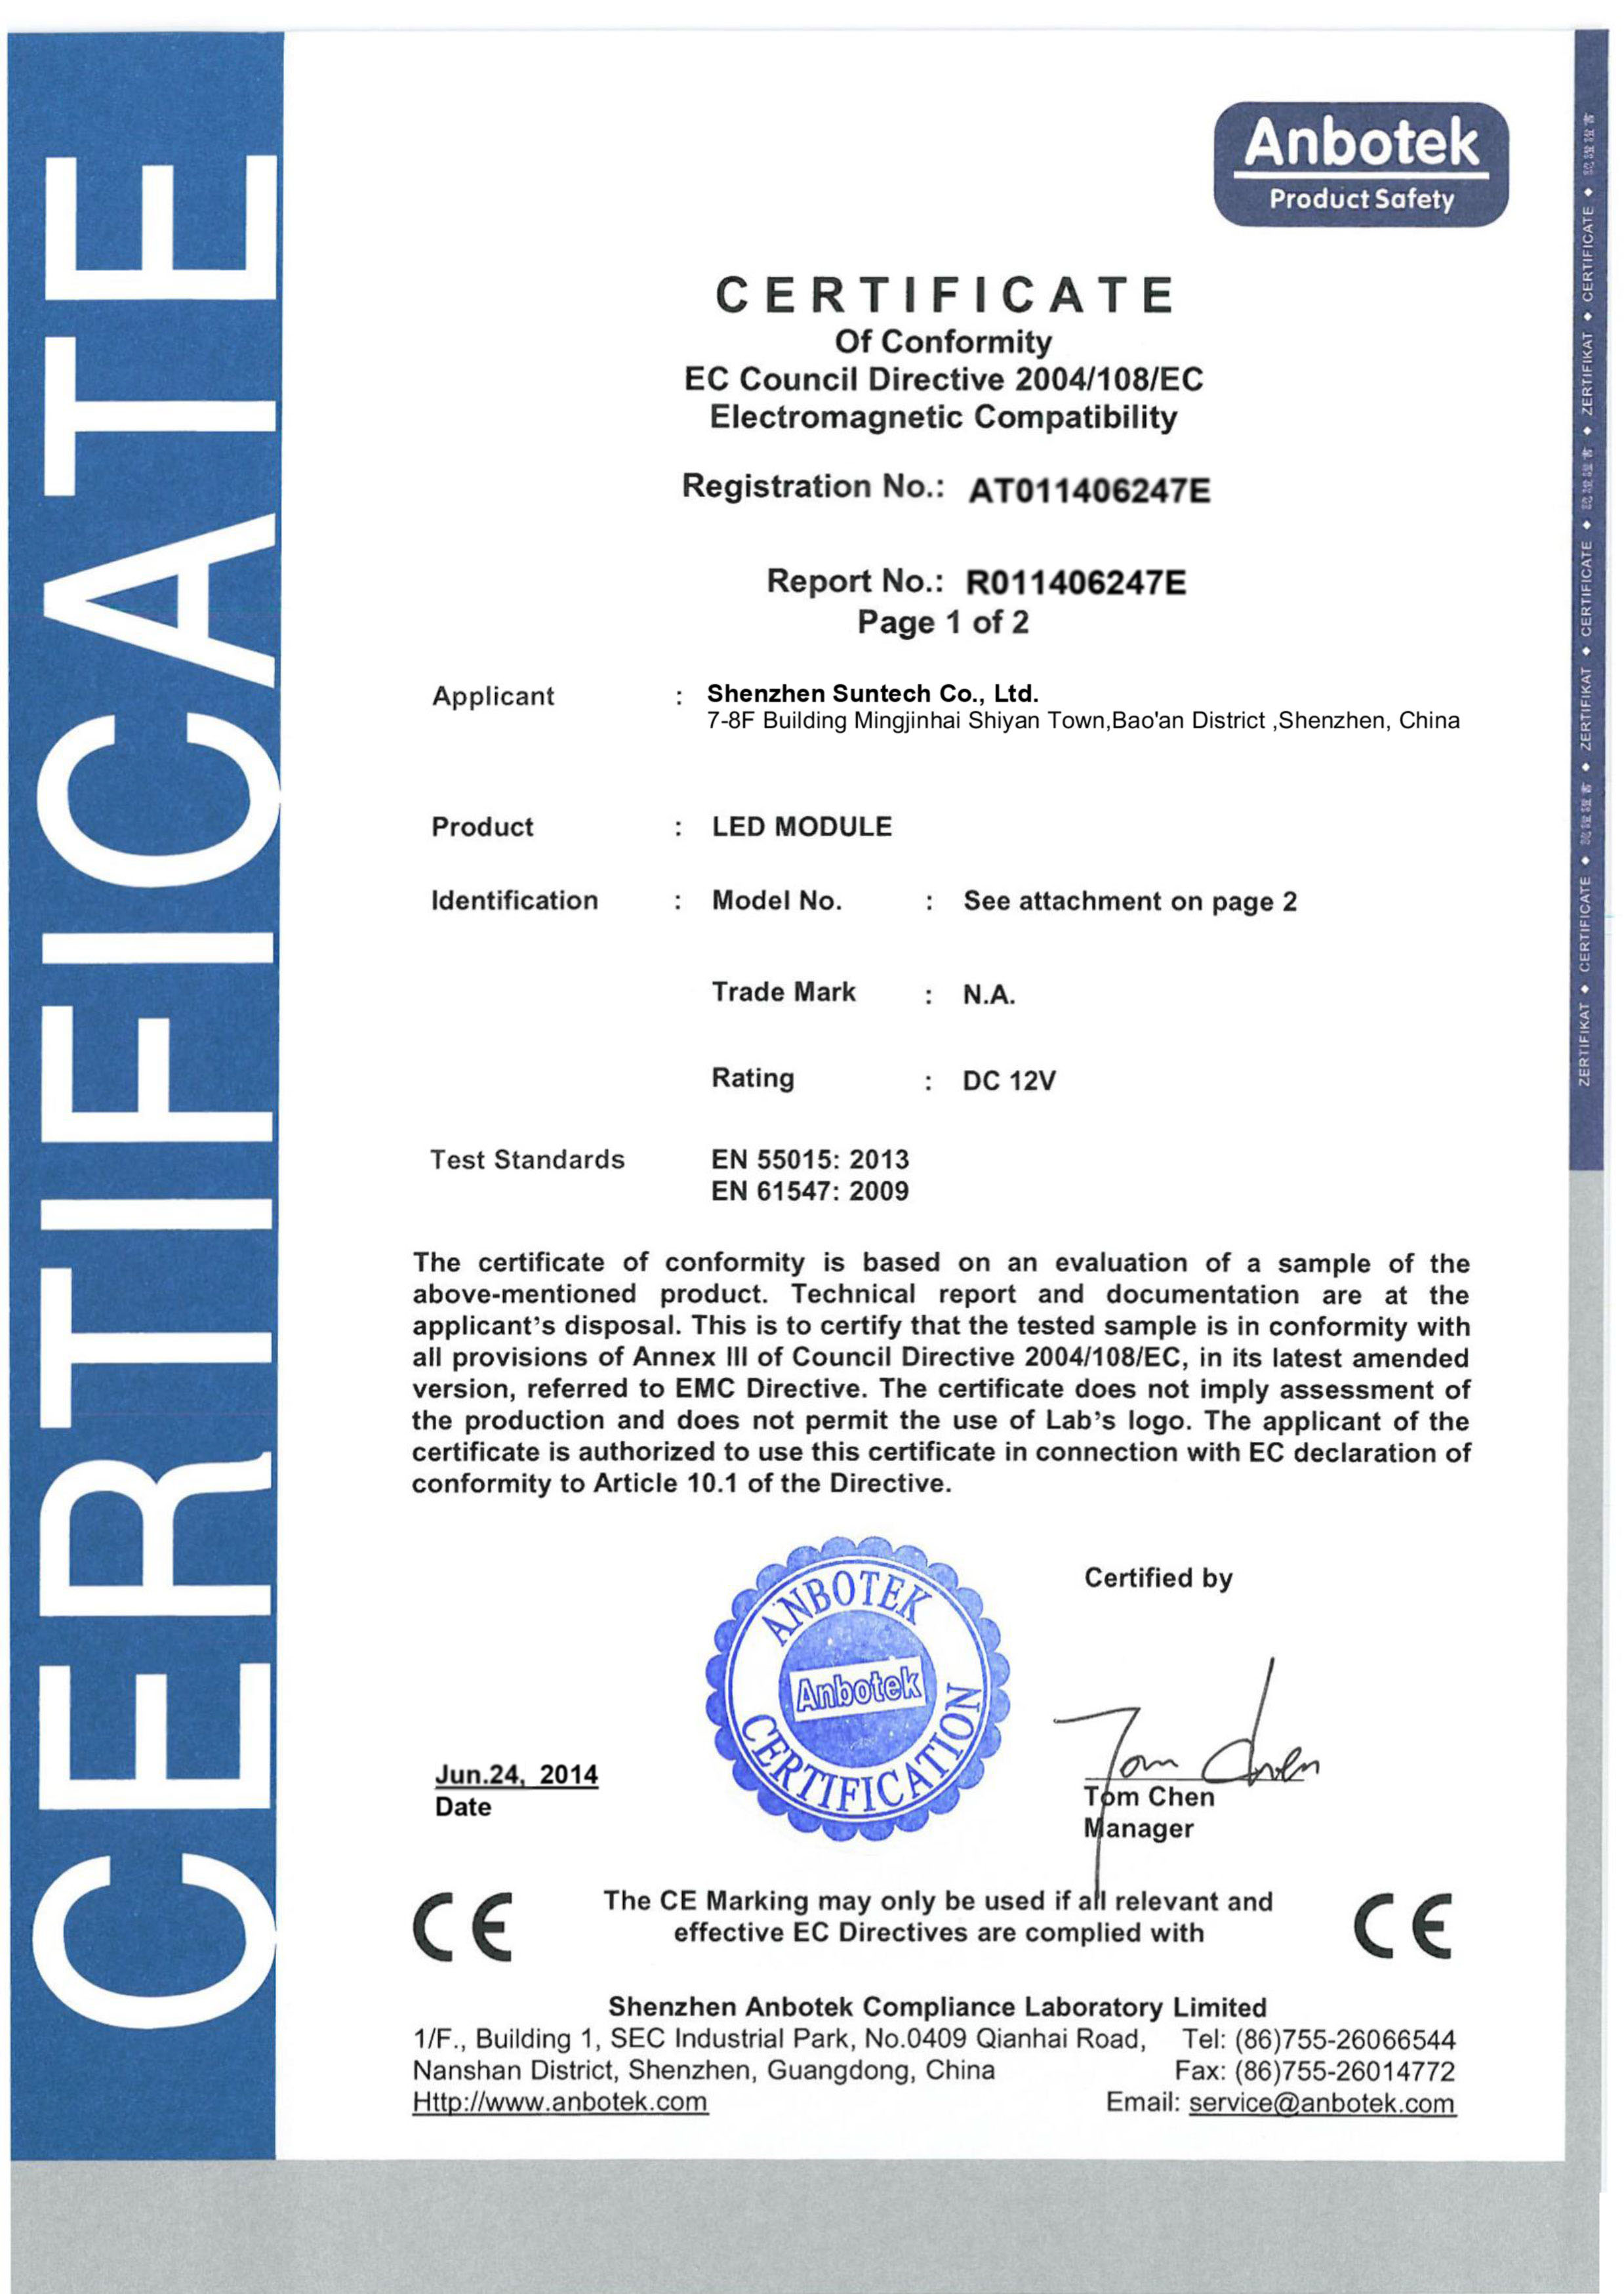 CERTIFICATE
Anbotek
Product Safety
CERTIFICATE
Of Conformity
EC Council Directive 2004/108/EC
Electromagnetic Compatibility
Registration No.: AT011406247E
Report No.: R011406247E
Page 1 of 2
Applicant : Shenzhen Suntech Co., Ltd.
7-8F Building Mingjinhai Shiyan Town,Bao'an District ,Shenzhen, China
Product : LED MODULE
Identification : Model No. : See attachment on page 2
Trade Mark : N.A.
Rating : DC 12V
Test Standards EN 55015: 2013
EN 61547: 2009
The certificate of conformity is based on an evaluation of a sample of the
above-mentioned product. Technical report and documentation are at the
applicant's disposal. This is to certify that the tested sample is in conformity with
all provisions of Annex III of Council Directive 2004/108/EC, in its latest amended
version, referred to EMC Directive. The certificate does not imply assessment of
the production and does not permit the use of Lab's logo. The applicant of the
certificate is authorized to use this certificate in connection with EC declaration of
conformity to Article 10.1 of the Directive.
ANBOTEK
Anbotek
CERTIFICATION
Certified by
Tom Chen
Jun.24, 2014
Date
Tom Chen
Manager
CE
The CE Marking may only be used if all relevant and
effective EC Directives are complied with
CE
Shenzhen Anbotek Compliance Laboratory Limited
1/F., Building 1, SEC Industrial Park, No.0409 Qianhai Road, Tel: (86)755-26066544
Nanshan District, Shenzhen, Guangdong, China Fax: (86)755-26014772
Http://www.anbotek.com Email: service@anbotek.com
ZERTIFIKAT ◆ CERTIFICATE ◆ 認證證書 ◆ ZERTIFIKAT ◆ CERTIFICATE ◆ 認證證書 ◆ ZERTIFIKAT ◆ CERTIFICATE ◆ 認證證書